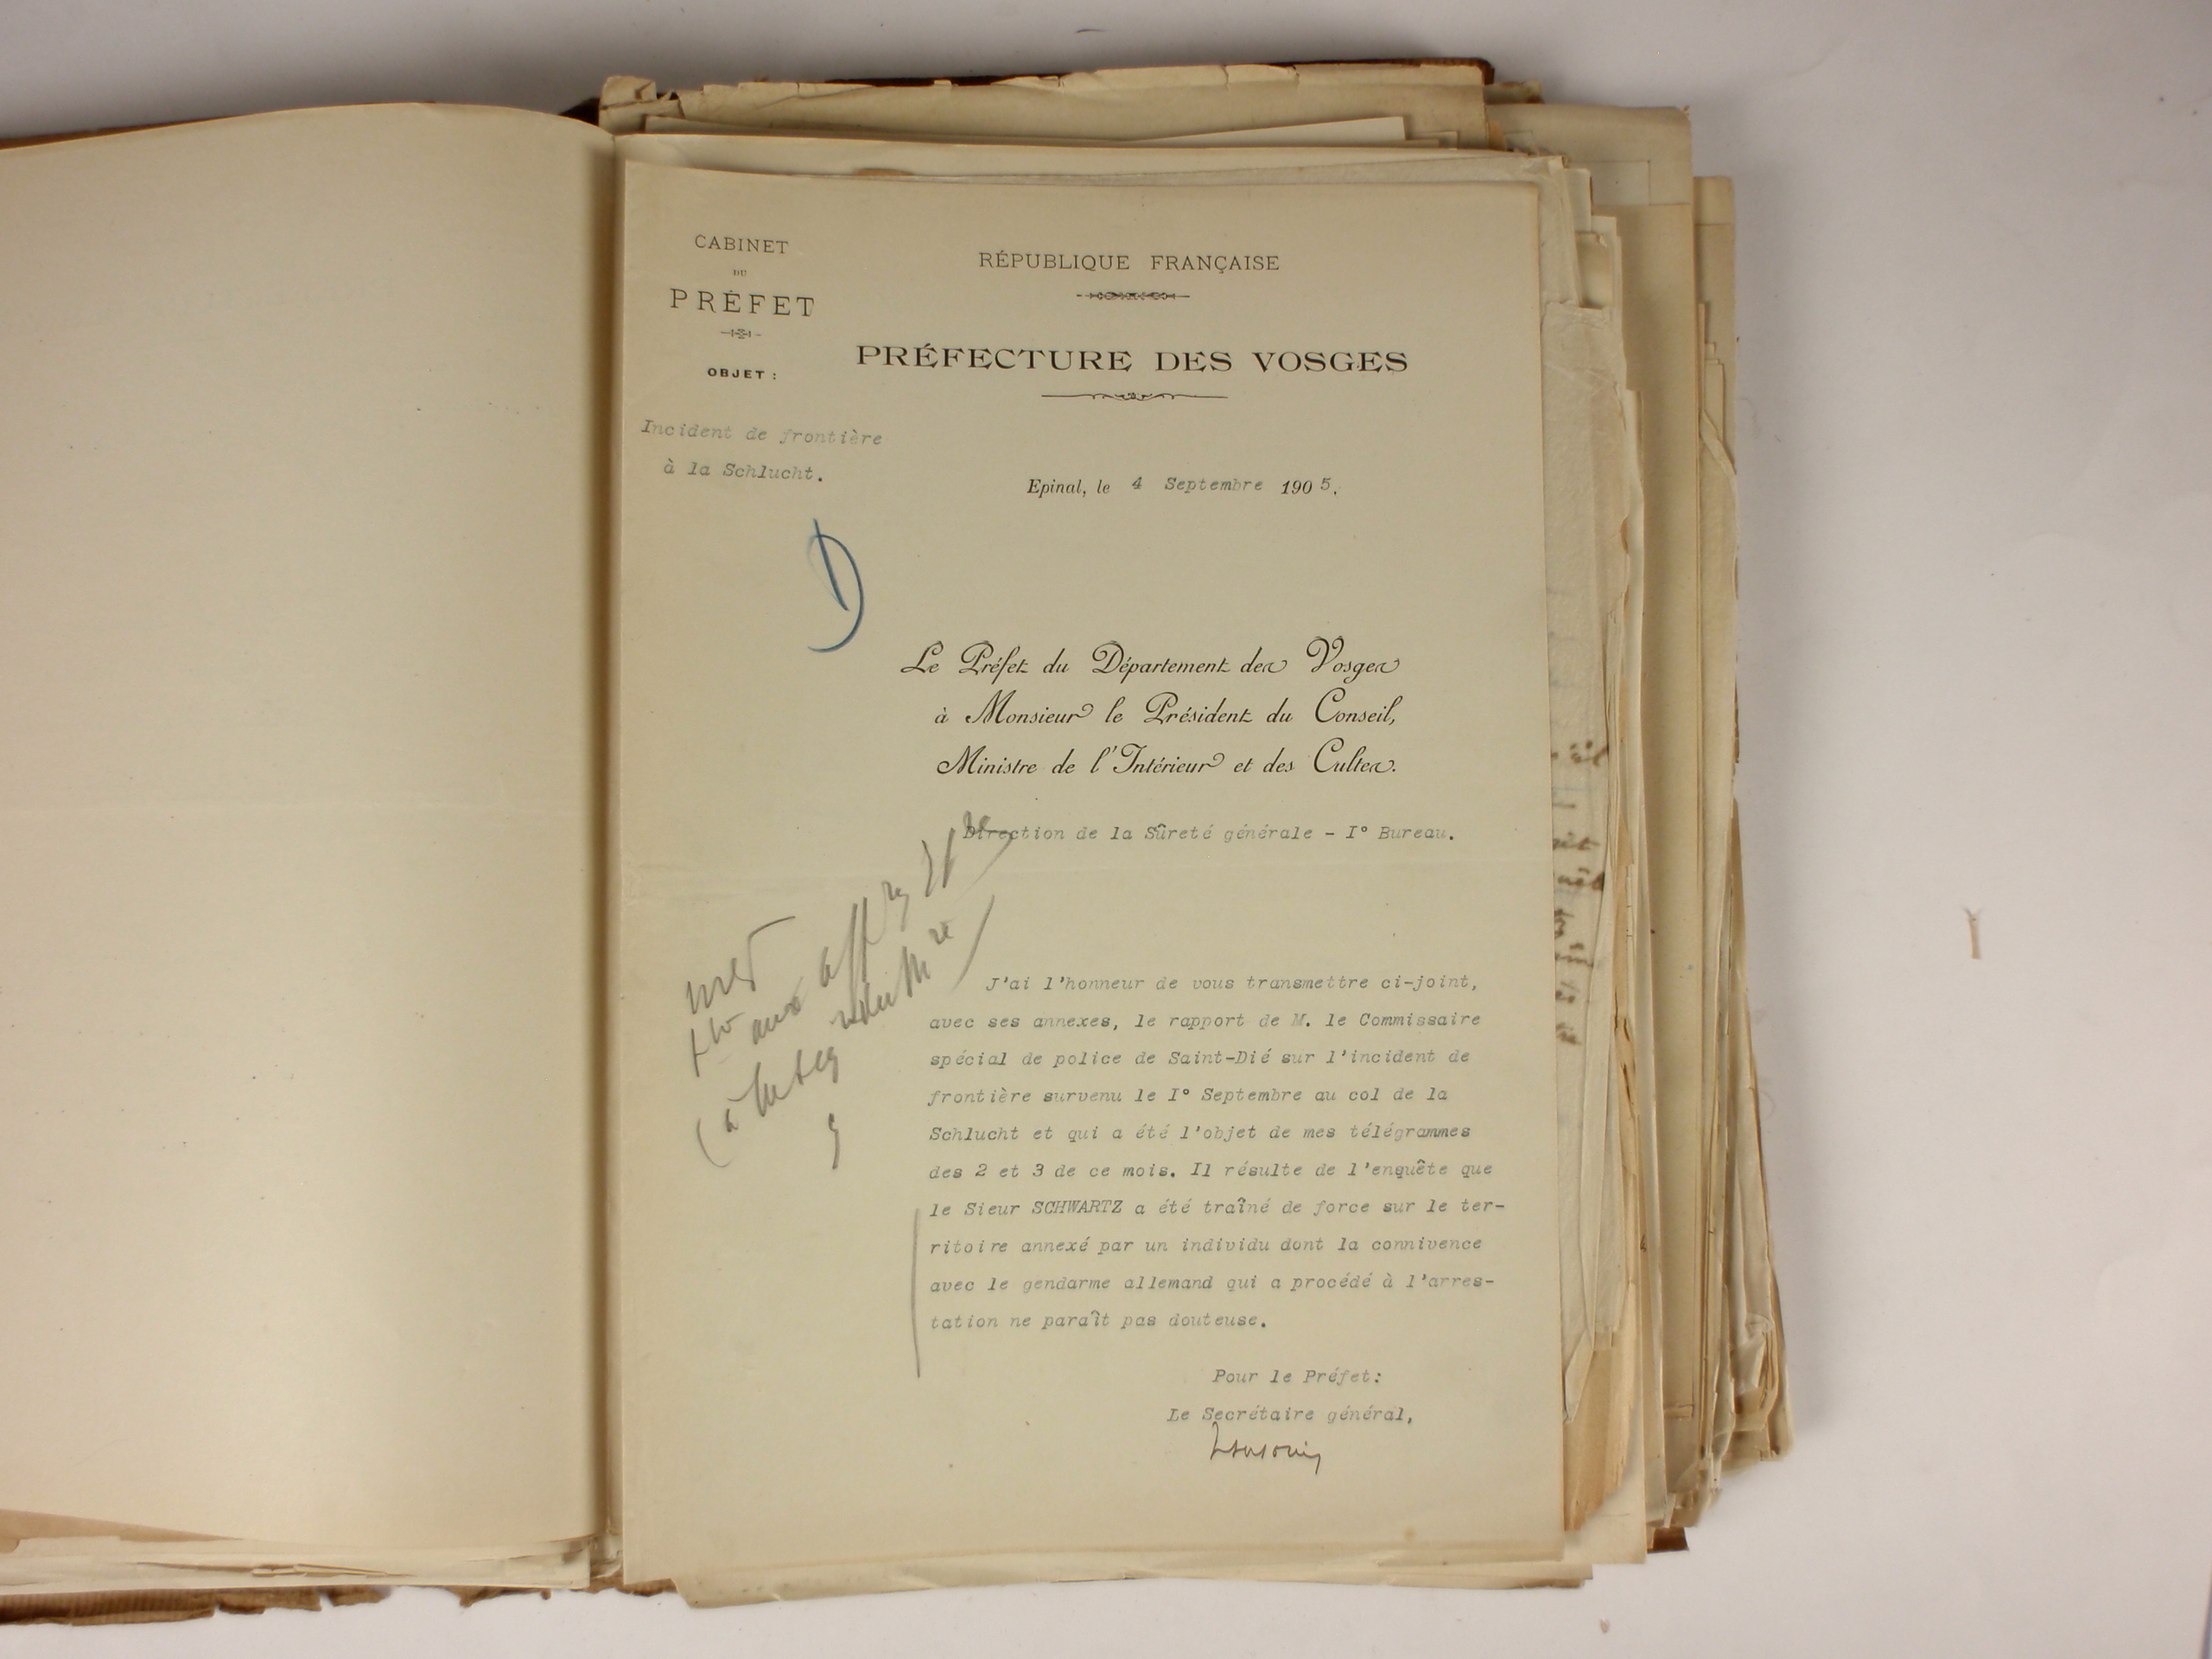 CABINET
DU
PRÉFET
OBJET :
Incident de frontière
à la Schlucht.
RÉPUBLIQUE FRANÇAISE
PRÉFECTURE DES VOSGES
Epinal, le 4 Septembre 1905.
D
Le Préfet du Département des Vosges
à Monsieur le Président du Conseil,
Ministre de l'Intérieur et des Cultes.
Direction de la Sûreté générale - I° Bureau.
aux
J'ai l'honneur de vous transmettre ci-joint,
avec ses annexes, le rapport de M. le Commissaire
spécial de police de Saint-Dié sur l'incident de
frontière survenu le I° Septembre au col de la
Schlucht et qui a été l'objet de mes télégrammes
des 2 et 3 de ce mois. Il résulte de l'enquête que
le Sieur SCHWARTZ a été traîné de force sur le ter-
ritoire annexé par un individu dont la connivence
avec le gendarme allemand qui a procédé à l'arres-
tation ne paraît pas douteuse.
Pour le Préfet:
Le Secrétaire général,